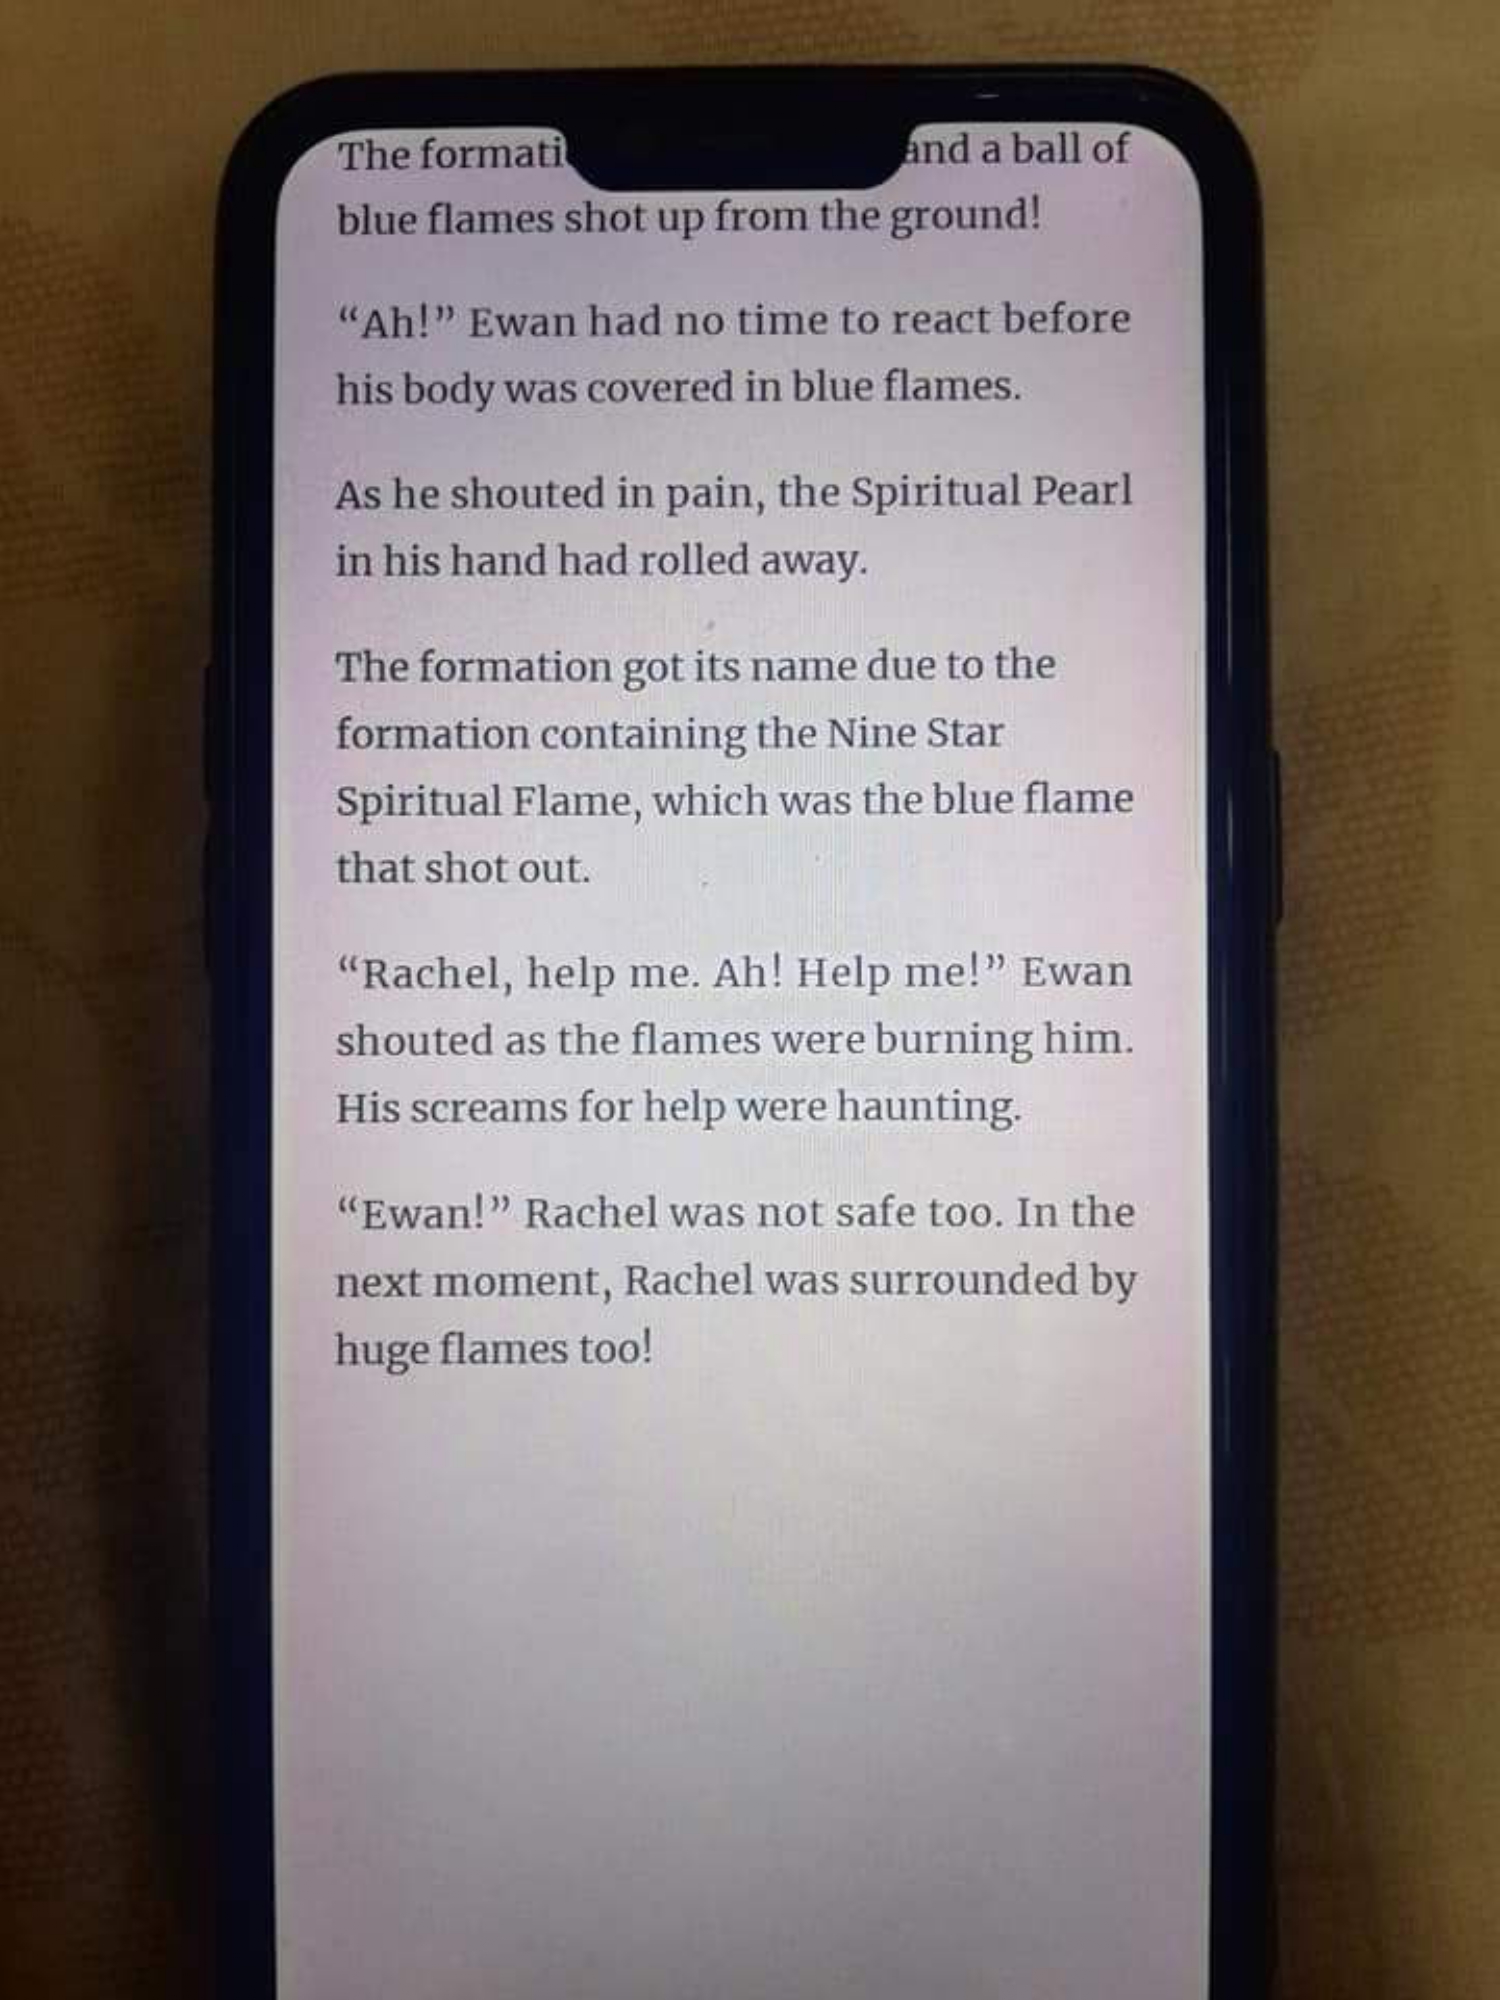 The formati and a ball of
blue flames shot up from the ground!
“Ah!” Ewan had no time to react before
his body was covered in blue flames.
As he shouted in pain, the Spiritual Pearl
in his hand had rolled away.
The formation got its name due to the
formation containing the Nine Star
Spiritual Flame, which was the blue flame
that shot out.
“Rachel, help me. Ah! Help me!” Ewan
shouted as the flames were burning him.
His screams for help were haunting.
“Ewan!” Rachel was not safe too. In the
next moment, Rachel was surrounded by
huge flames too!